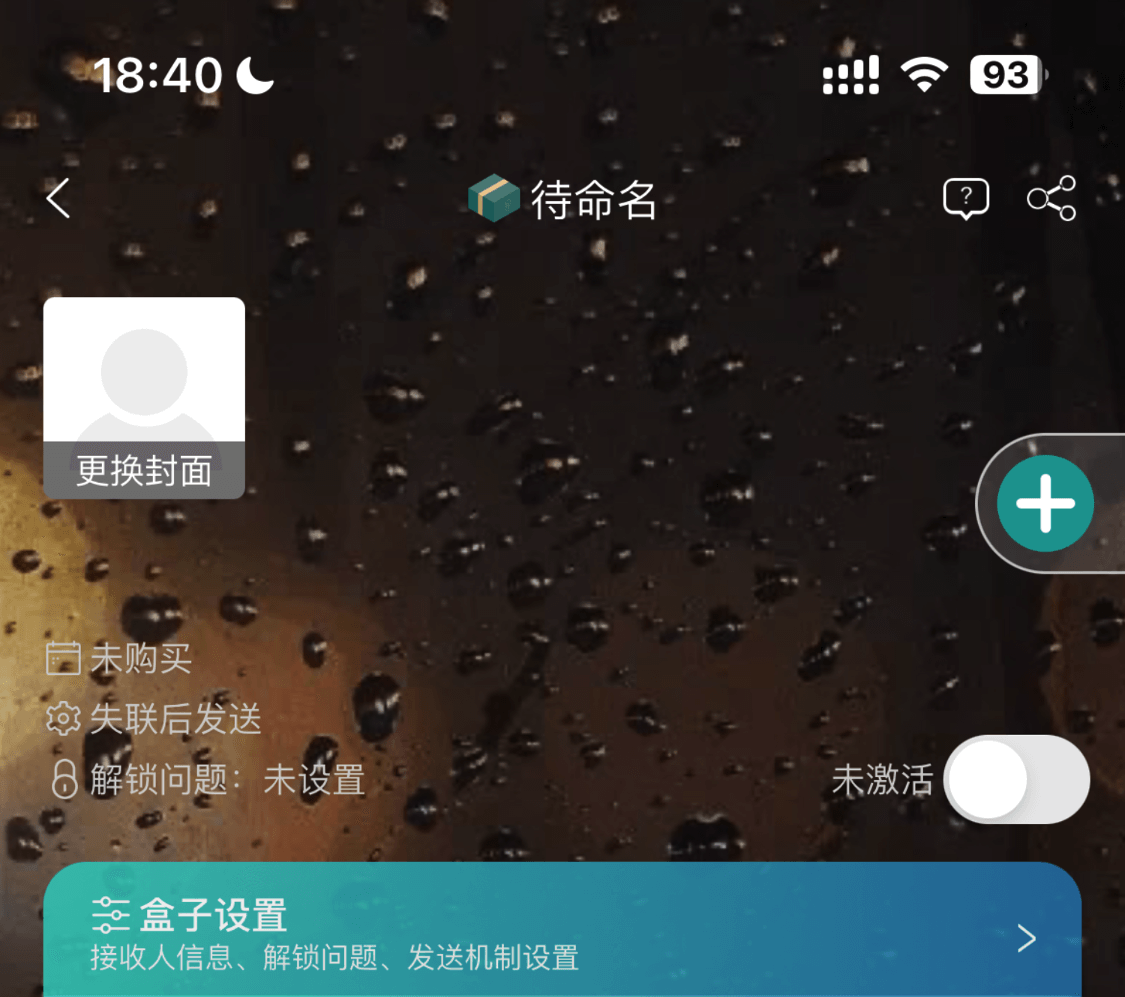 18:40
93
待命名
?
更换封面
未购买
失联后发送
解锁问题：未设置
未激活
盒子设置
接收人信息、解锁问题、发送机制设置